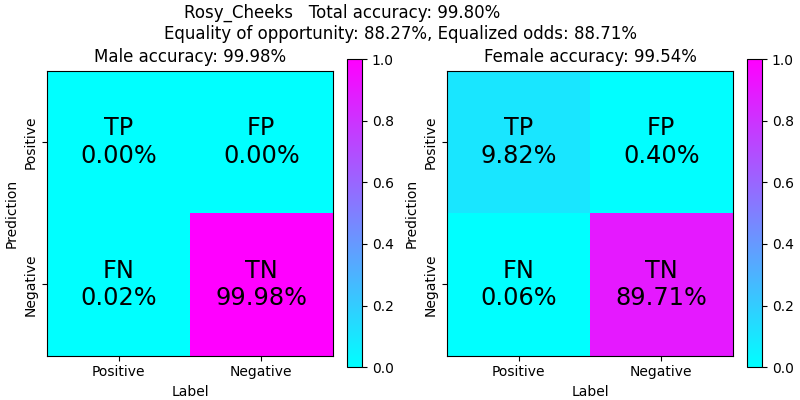 Rosy_Cheeks   Total accuracy: 99.80%
Equality of opportunity: 88.27%, Equalized odds: 88.71%
Male accuracy: 99.98%
Prediction
Positive
Negative
TP
0.00%
FP
0.00%
FN
0.02%
TN
99.98%
Positive
Negative
Label
1.0
0.8
0.6
0.4
0.2
0.0
Female accuracy: 99.54%
Prediction
Positive
Negative
TP
9.82%
FP
0.40%
FN
0.06%
TN
89.71%
Positive
Negative
Label
1.0
0.8
0.6
0.4
0.2
0.0